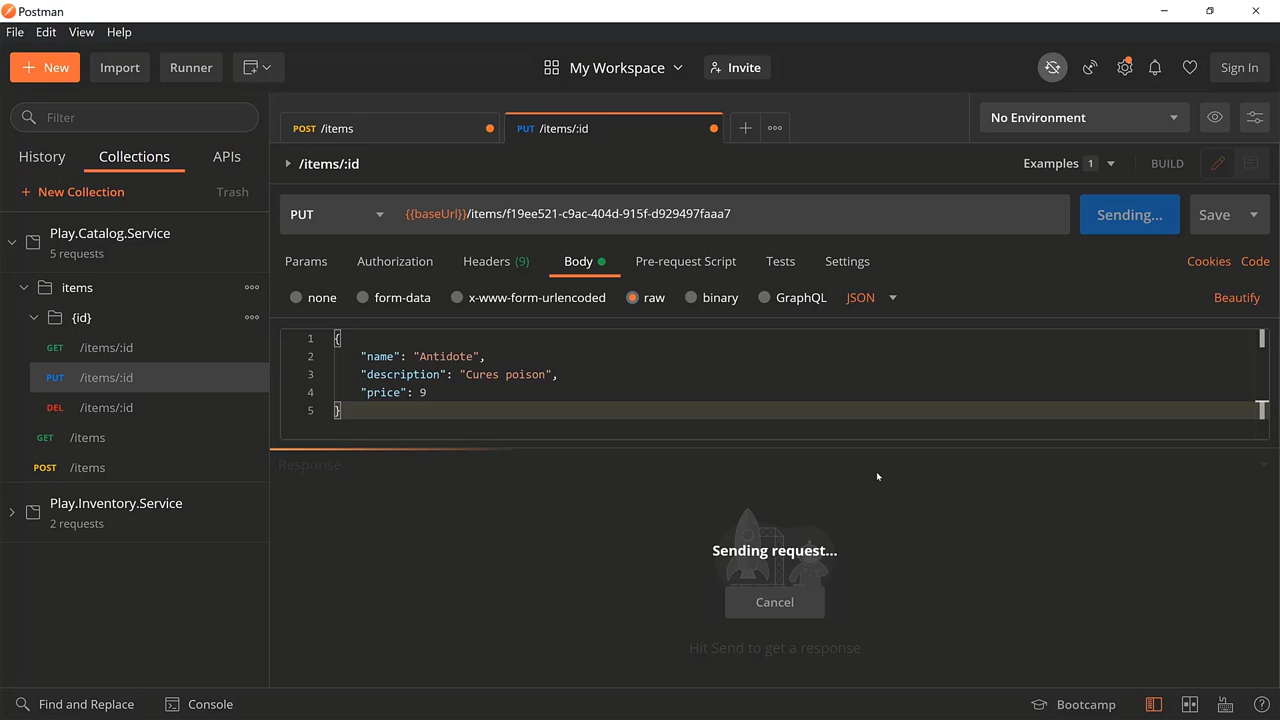 Postman
File Edit View Help
New Import Runner My Workspace Invite Sign In
Filter
History Collections APIs
New Collection Trash
Play.Catalog.Service
5 requests
items
{id}
GET /items/:id
PUT /items/:id
DEL /items/:id
GET /items
POST /items
Play.Inventory.Service
2 requests
POST /items PUT /items/:id No Environment
/items/:id Examples 1 BUILD
PUT {{baseUrl}}/items/f19ee521-c9ac-404d-915f-d929497faaa7 Sending... Save
Params Authorization Headers (9) Body Pre-request Script Tests Settings Cookies Code
none form-data x-www-form-urlencoded raw binary GraphQL JSON Beautify
1 {
2 "name": "Antidote",
3 "description": "Cures poison",
4 "price": 9
5 }
Response
Sending request...
Cancel
Hit Send to get a response
Find and Replace Console Bootcamp